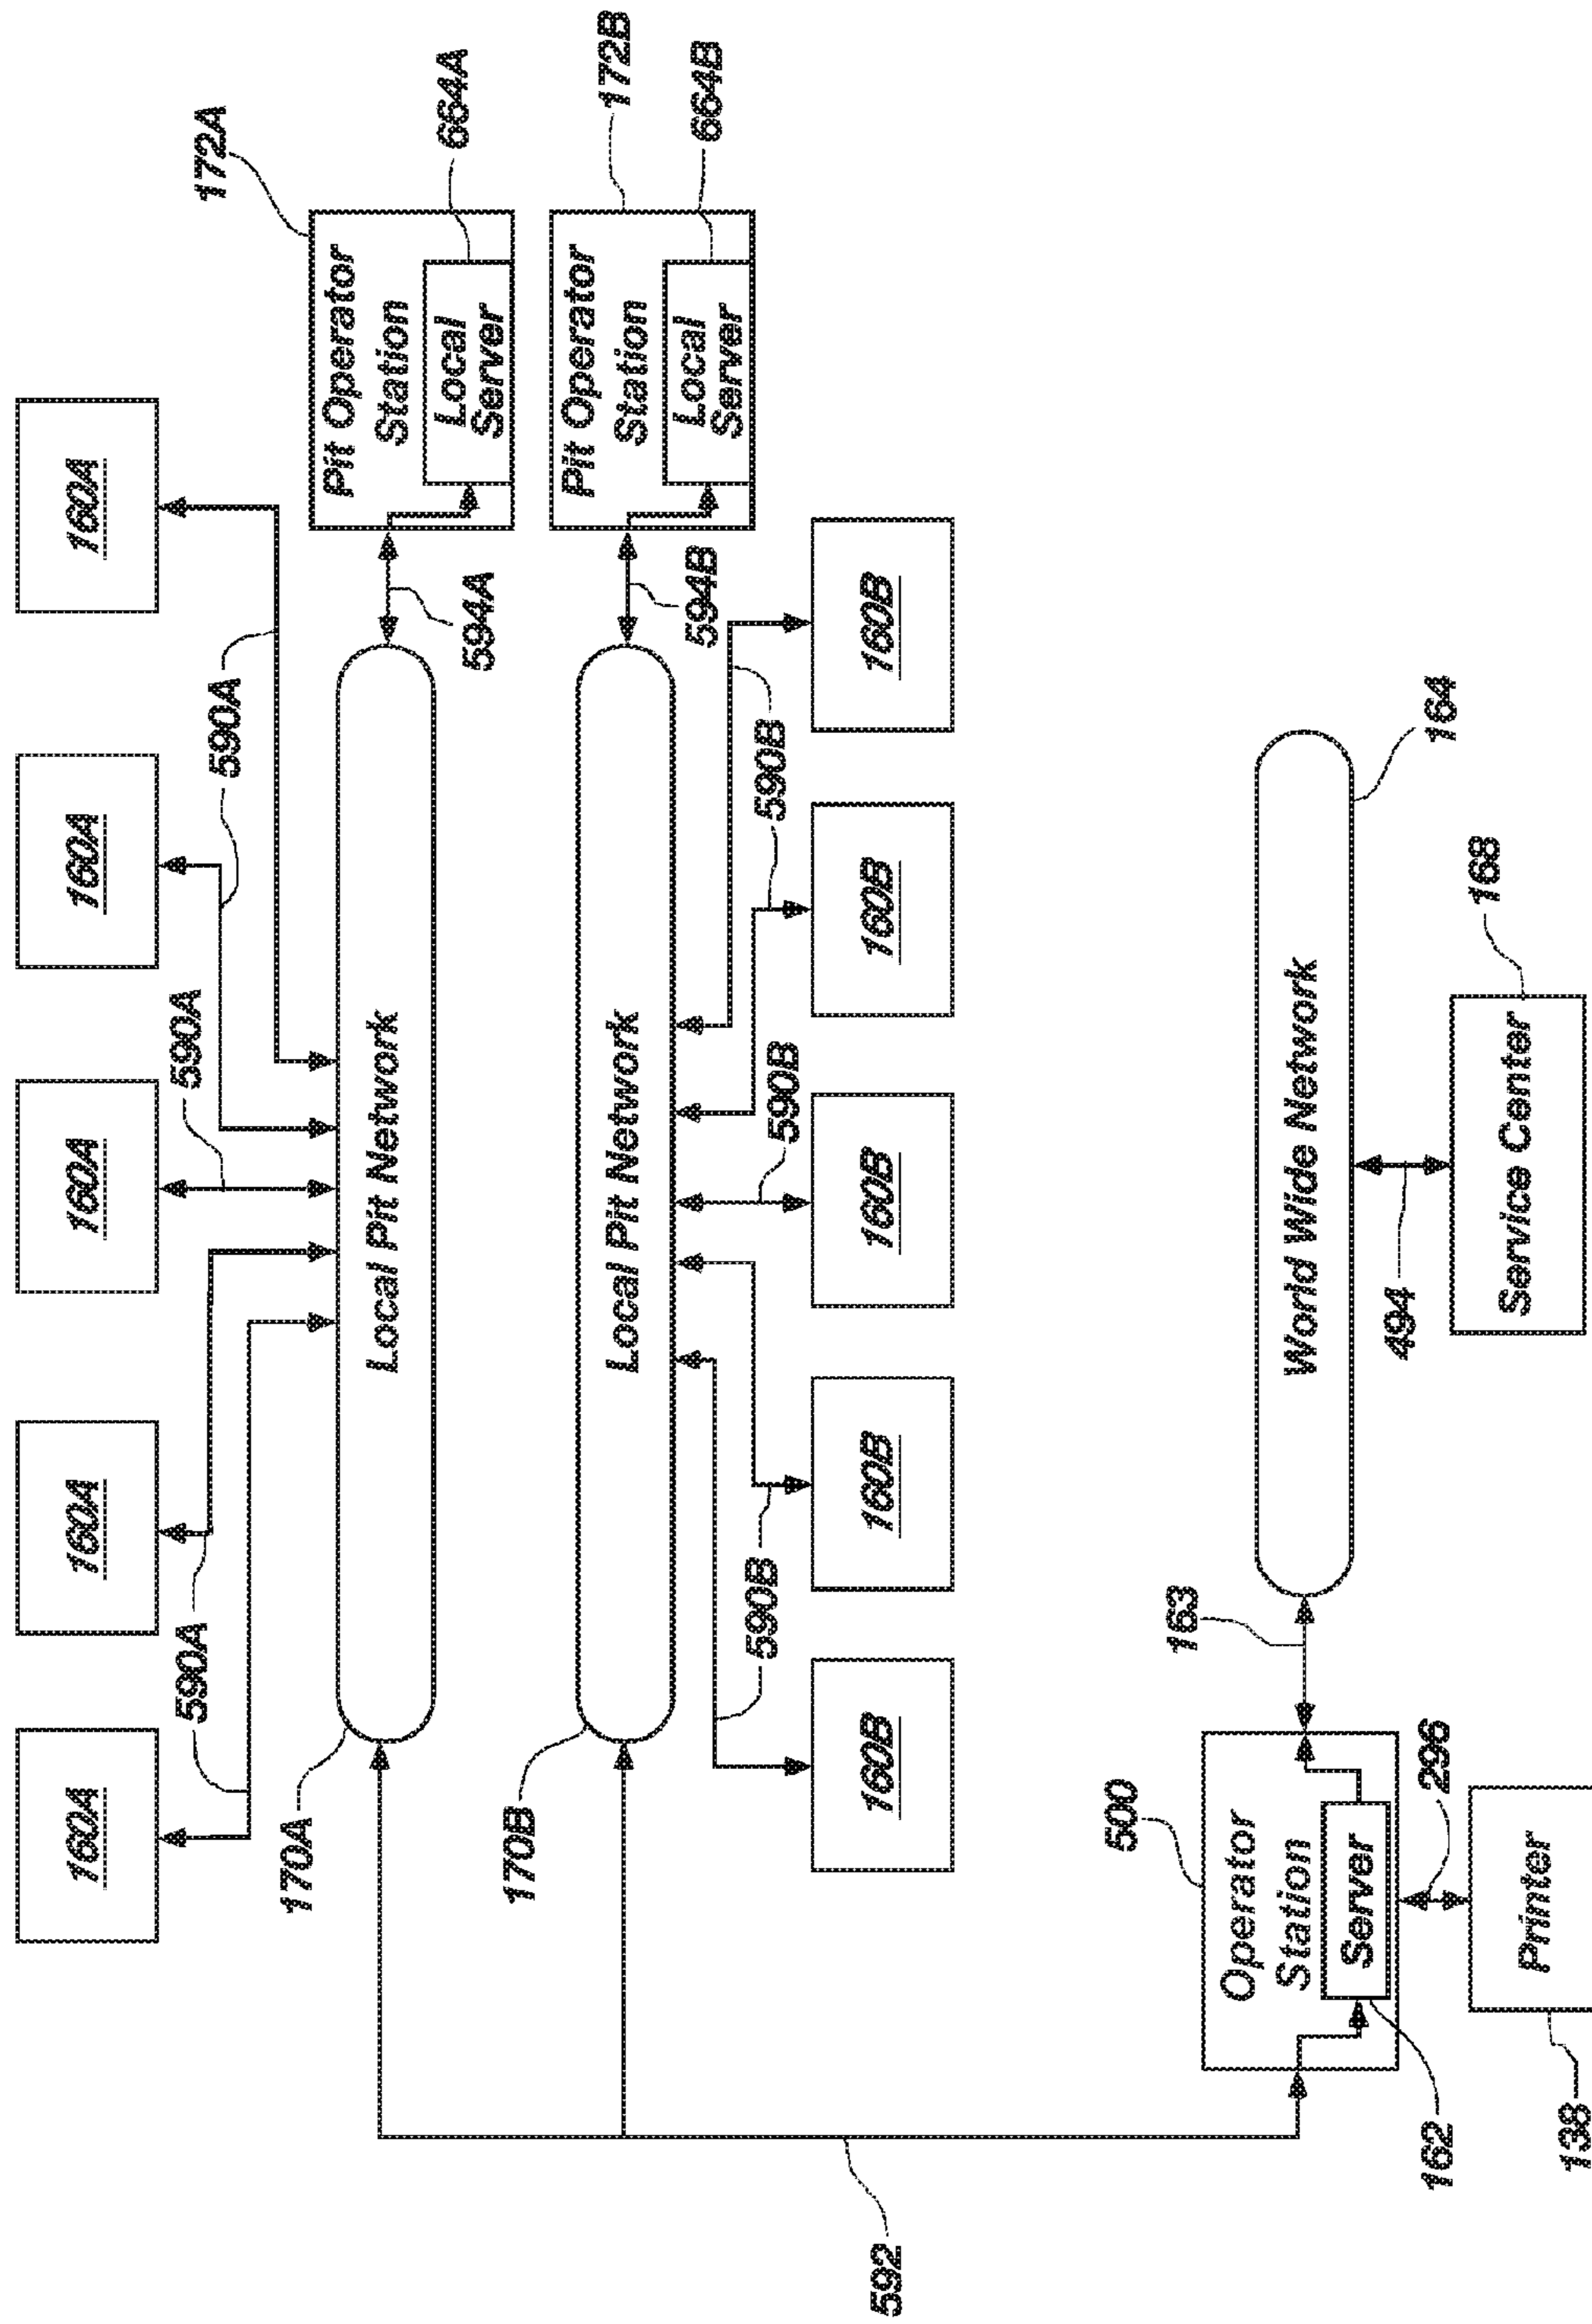 160A
160A
160A
160A
160A
590A
590A
590A
172A
170A
Local Pit Network
Pit Operator
Station
Local
Server
664A
594A
170B
Local Pit Network
Pit Operator
Station
Local
Server
172B
664B
594B
590B
590B
590B
160B
160B
160B
160B
160B
592
500
163
Operator
Station
Server
World Wide Network
164
162
296
494
168
Service Center
Printer
138